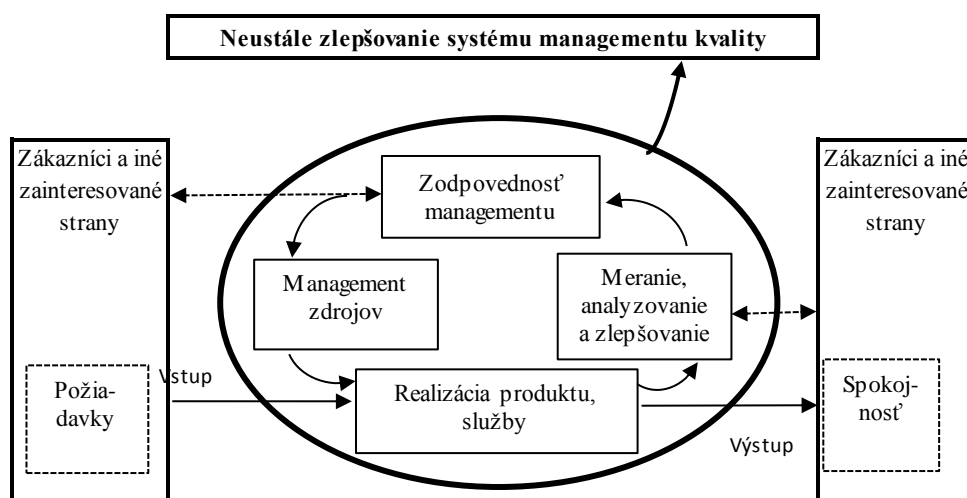 Neustále zlepšovanie systému managementu kvality
Zákazníci a iné
zainteresované
strany
Zodpovednosť
managementu
Zákazníci a iné
zainteresované
strany
Management
zdrojov
Meranie,
analyzovanie
a zlepšovanie
Požia-
davky
Vstup
Realizácia produktu,
služby
Výstup
Spokoj-
nosť